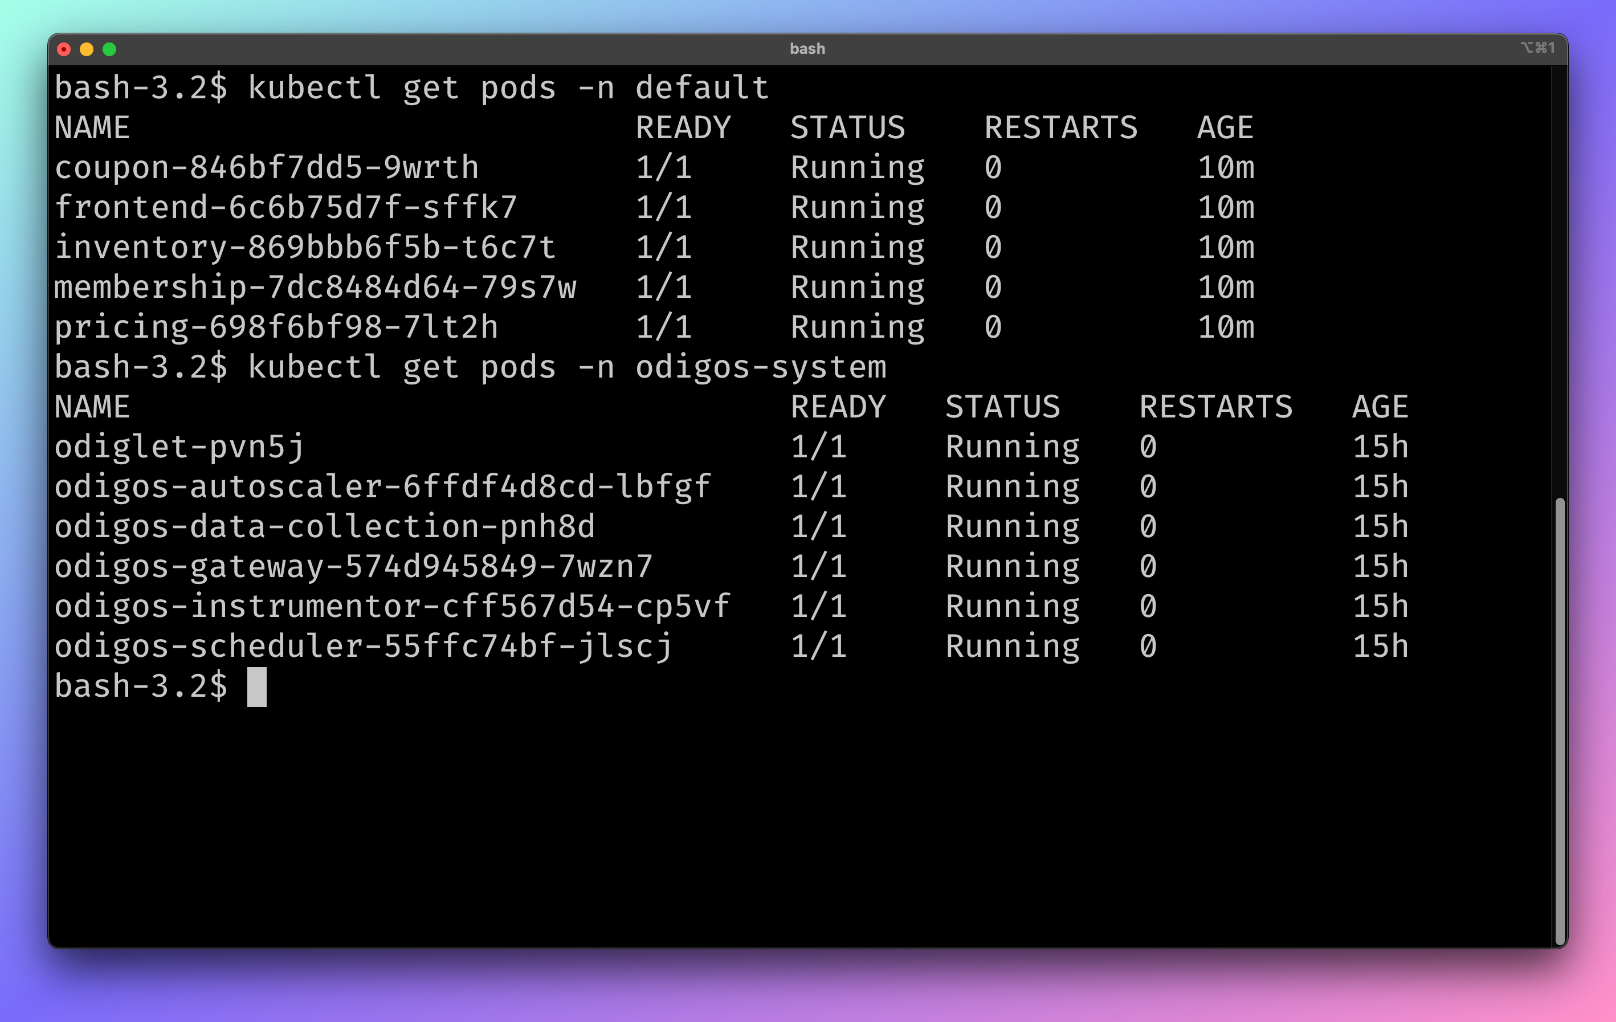 bash
⌥⌘1
bash-3.2$ kubectl get pods -n default
NAME                          READY   STATUS    RESTARTS   AGE
coupon-846bf7dd5-9wrth        1/1     Running   0          10m
frontend-6c6b75d7f-sffk7      1/1     Running   0          10m
inventory-869bbb6f5b-t6c7t    1/1     Running   0          10m
membership-7dc8484d64-79s7w   1/1     Running   0          10m
pricing-698f6bf98-7lt2h       1/1     Running   0          10m
bash-3.2$ kubectl get pods -n odigos-system
NAME                                  READY   STATUS    RESTARTS   AGE
odiglet-pvn5j                         1/1     Running   0          15h
odigos-autoscaler-6ffdf4d8cd-lbfgf    1/1     Running   0          15h
odigos-data-collection-pnh8d          1/1     Running   0          15h
odigos-gateway-574d945849-7wzn7       1/1     Running   0          15h
odigos-instrumentor-cff567d54-cp5vf   1/1     Running   0          15h
odigos-scheduler-55ffc74bf-jlscj      1/1     Running   0          15h
bash-3.2$